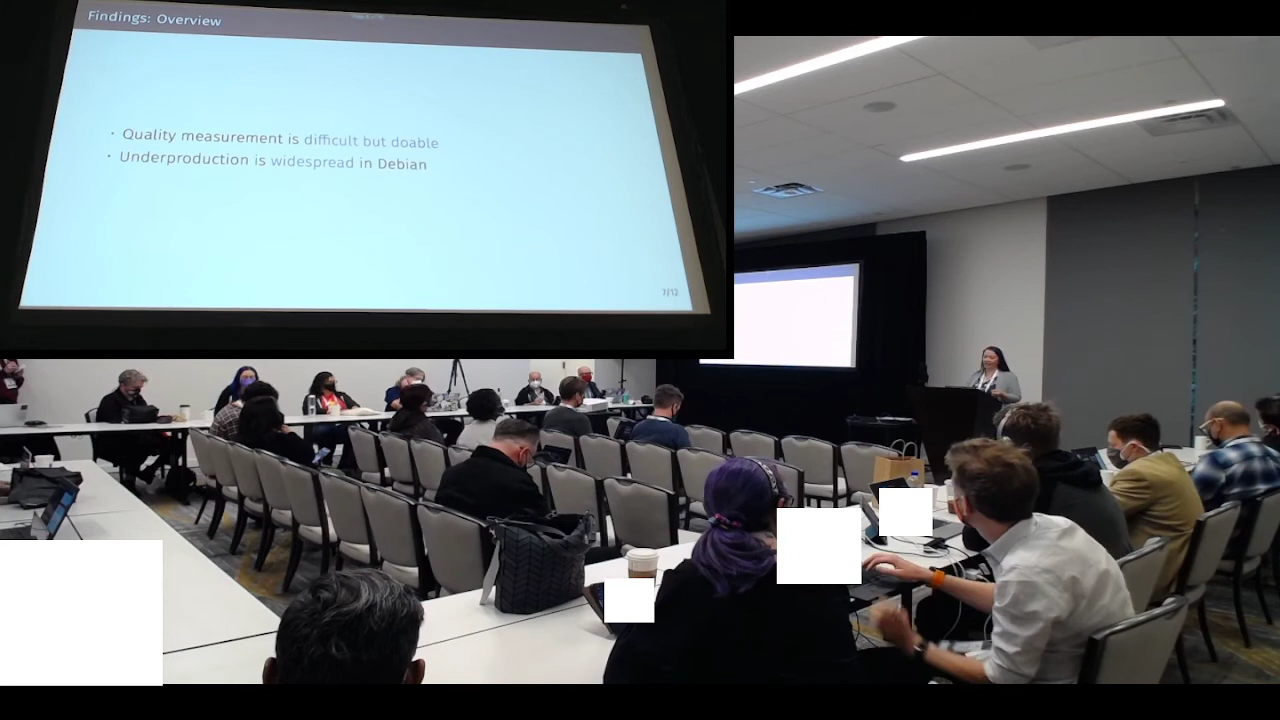 Findings: Overview
· Quality measurement is difficult but doable
· Underproduction is widespread in Debian
7/12